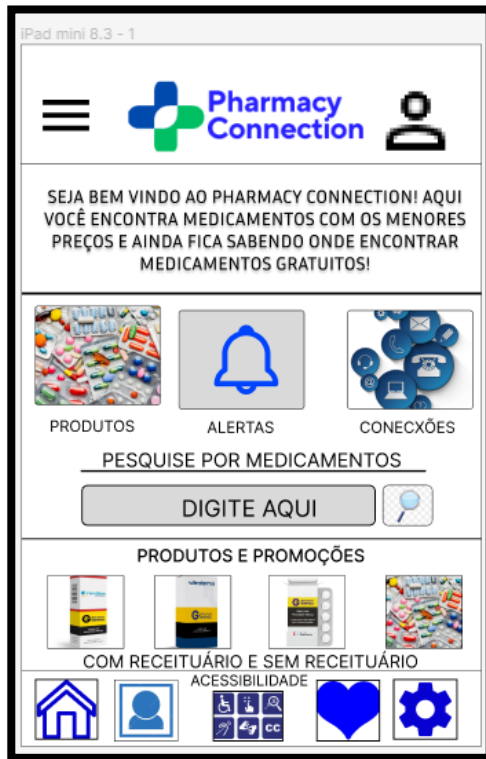 iPad mini 8.3 - 1
Pharmacy
Connection
SEJA BEM VINDO AO PHARMACY CONNECTION! AQUI
VOCÊ ENCONTRA MEDICAMENTOS COM OS MENORES
PREÇOS E AINDA FICA SABENDO ONDE ENCONTRAR
MEDICAMENTOS GRATUITOS!
PRODUTOS
ALERTAS
CONECXÕES
PESQUISE POR MEDICAMENTOS
DIGITE AQUI
PRODUTOS E PROMOÇÕES
COM RECEITUÁRIO E SEM RECEITUÁRIO
ACESSIBILIDADE
CC